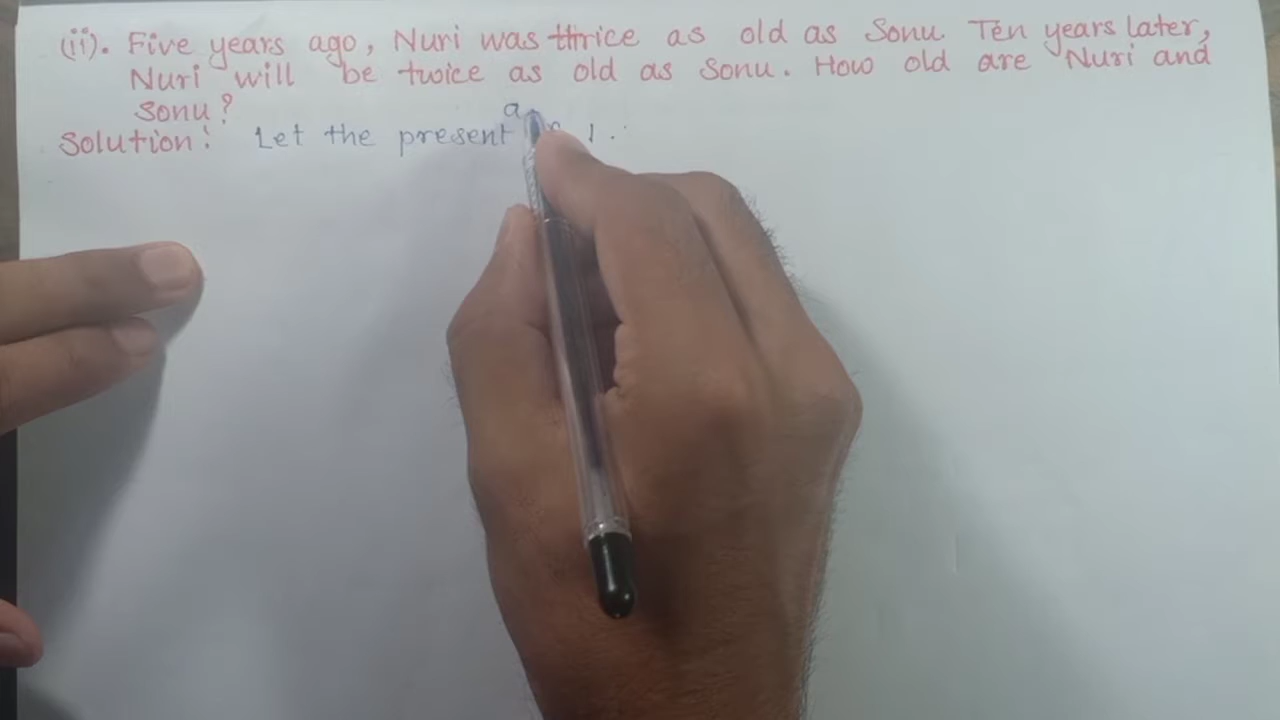 (ii). Five years ago, Nuri was thrice as old as Sonu. Ten years later,
Nuri will be twice as old as Sonu. How old are Nuri and
Sonu?
Solution: Let the present